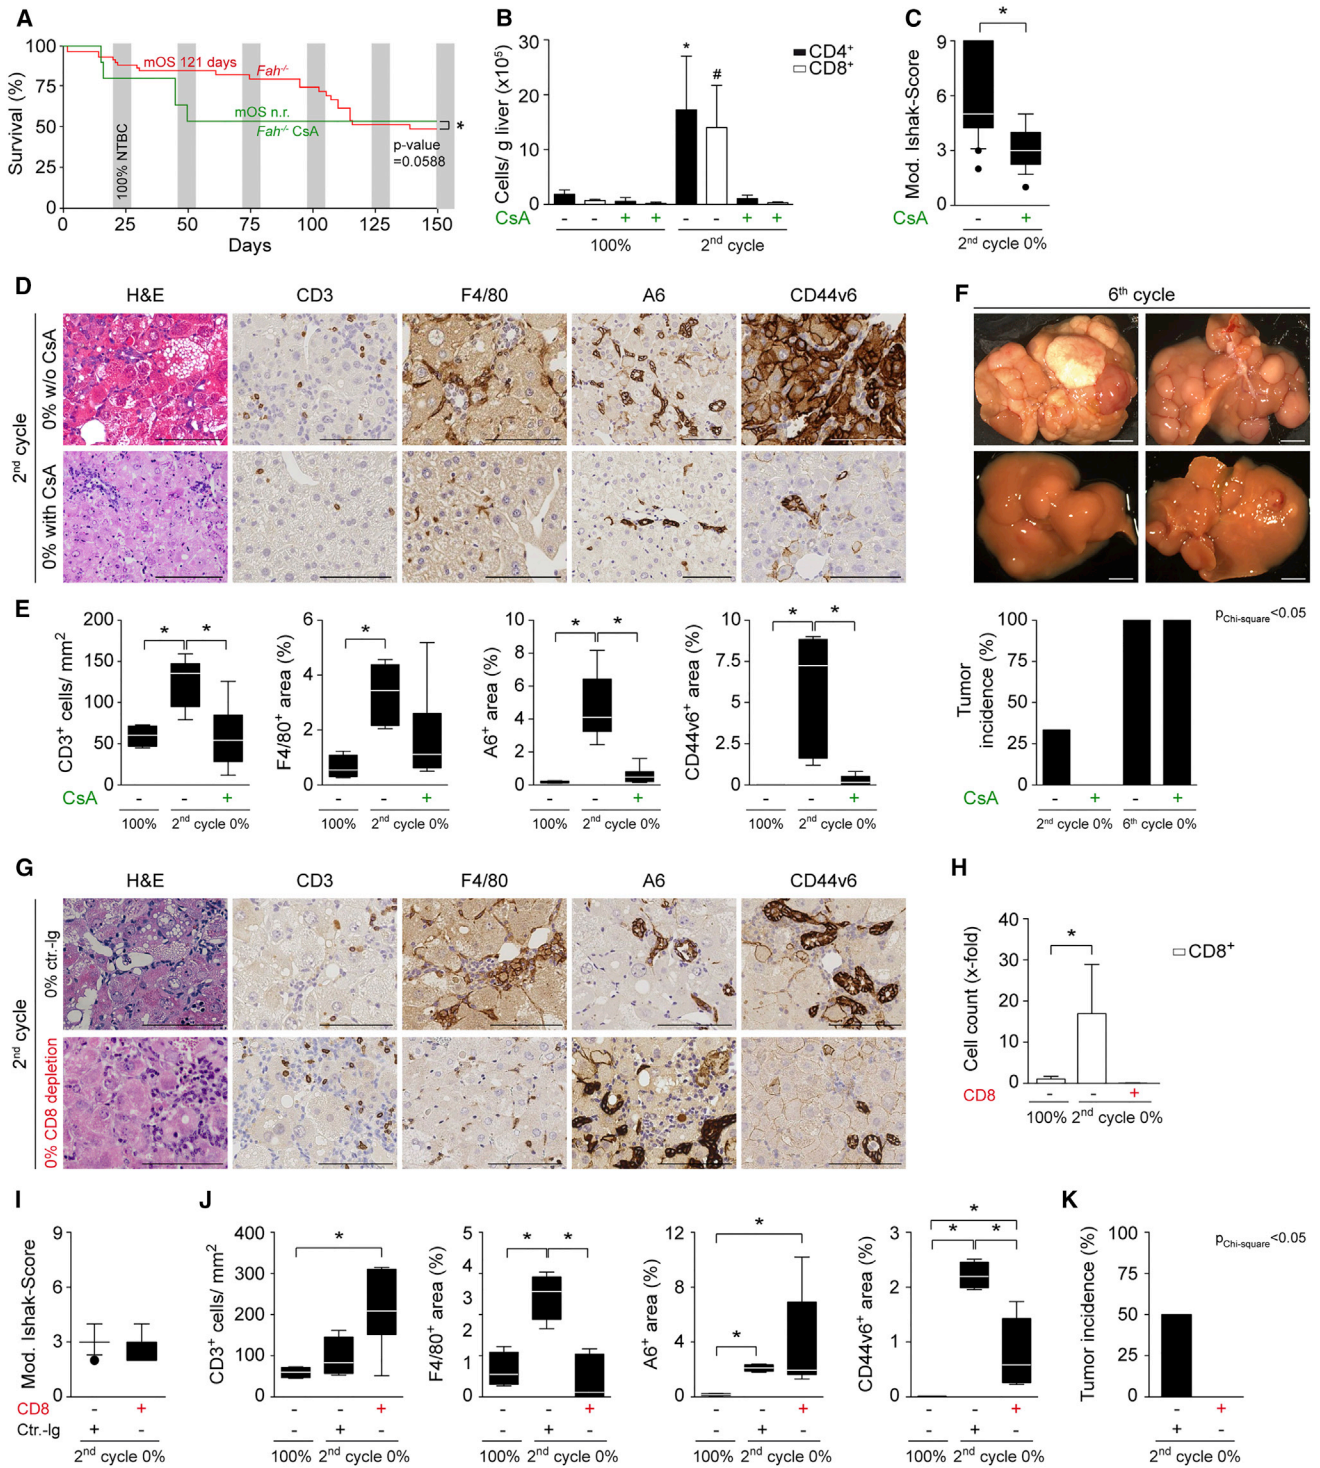 A
Survival (%)
100
75
50
25
0
0 25 50 75 100 125 150
Days
100% NTBC
mOS 121 days
Fah-/-
mOS n.r.
Fah-/- CsA
*
p-value
=0.0588
B
Cells/ g liver (x10⁵)
30
20
10
0
* #
CD4+
CD8+
CsA - - + + - - + +
100% 2nd cycle
C
Mod. Ishak-Score
9
6
3
0
*
CsA - +
2nd cycle 0%
D
H&E CD3 F4/80 A6 CD44v6
2nd cycle
0% w/o CsA
0% with CsA
E
CD3+ cells/ mm²
200
150
100
50
0
* *
CsA - - +
100% 2nd cycle 0%
F4/80+ area (%)
6
4
2
0
*
- - +
100% 2nd cycle 0%
A6+ area (%)
10
8
6
4
2
0
* *
- - +
100% 2nd cycle 0%
CD44v6+ area (%)
10
7.5
5
2.5
0
* *
- - +
100% 2nd cycle 0%
F
6th cycle
Tumor
incidence (%)
100
75
50
25
0
pChi-square<0.05
CsA - + - +
2nd cycle 0% 6th cycle 0%
G
H&E CD3 F4/80 A6 CD44v6
2nd cycle
0% ctr.-Ig
0% CD8 depletion
H
Cell count (x-fold)
40
30
20
10
0
*
CD8+
CD8 - - +
100% 2nd cycle 0%
I
Mod. Ishak-Score
9
6
3
0
CD8 - +
Ctr.-Ig + -
2nd cycle 0%
J
CD3+ cells/ mm²
400
300
200
100
0
*
- - +
- + -
100% 2nd cycle 0%
F4/80+ area (%)
5
4
3
2
1
0
* *
- - +
- + -
100% 2nd cycle 0%
A6+ area (%)
12
8
4
0
*
*
- - +
- + -
100% 2nd cycle 0%
CD44v6+ area (%)
3
2
1
0
*
* *
- - +
- + -
100% 2nd cycle 0%
K
Tumor incidence (%)
100
75
50
25
0
pChi-square<0.05
- +
+ -
2nd cycle 0%